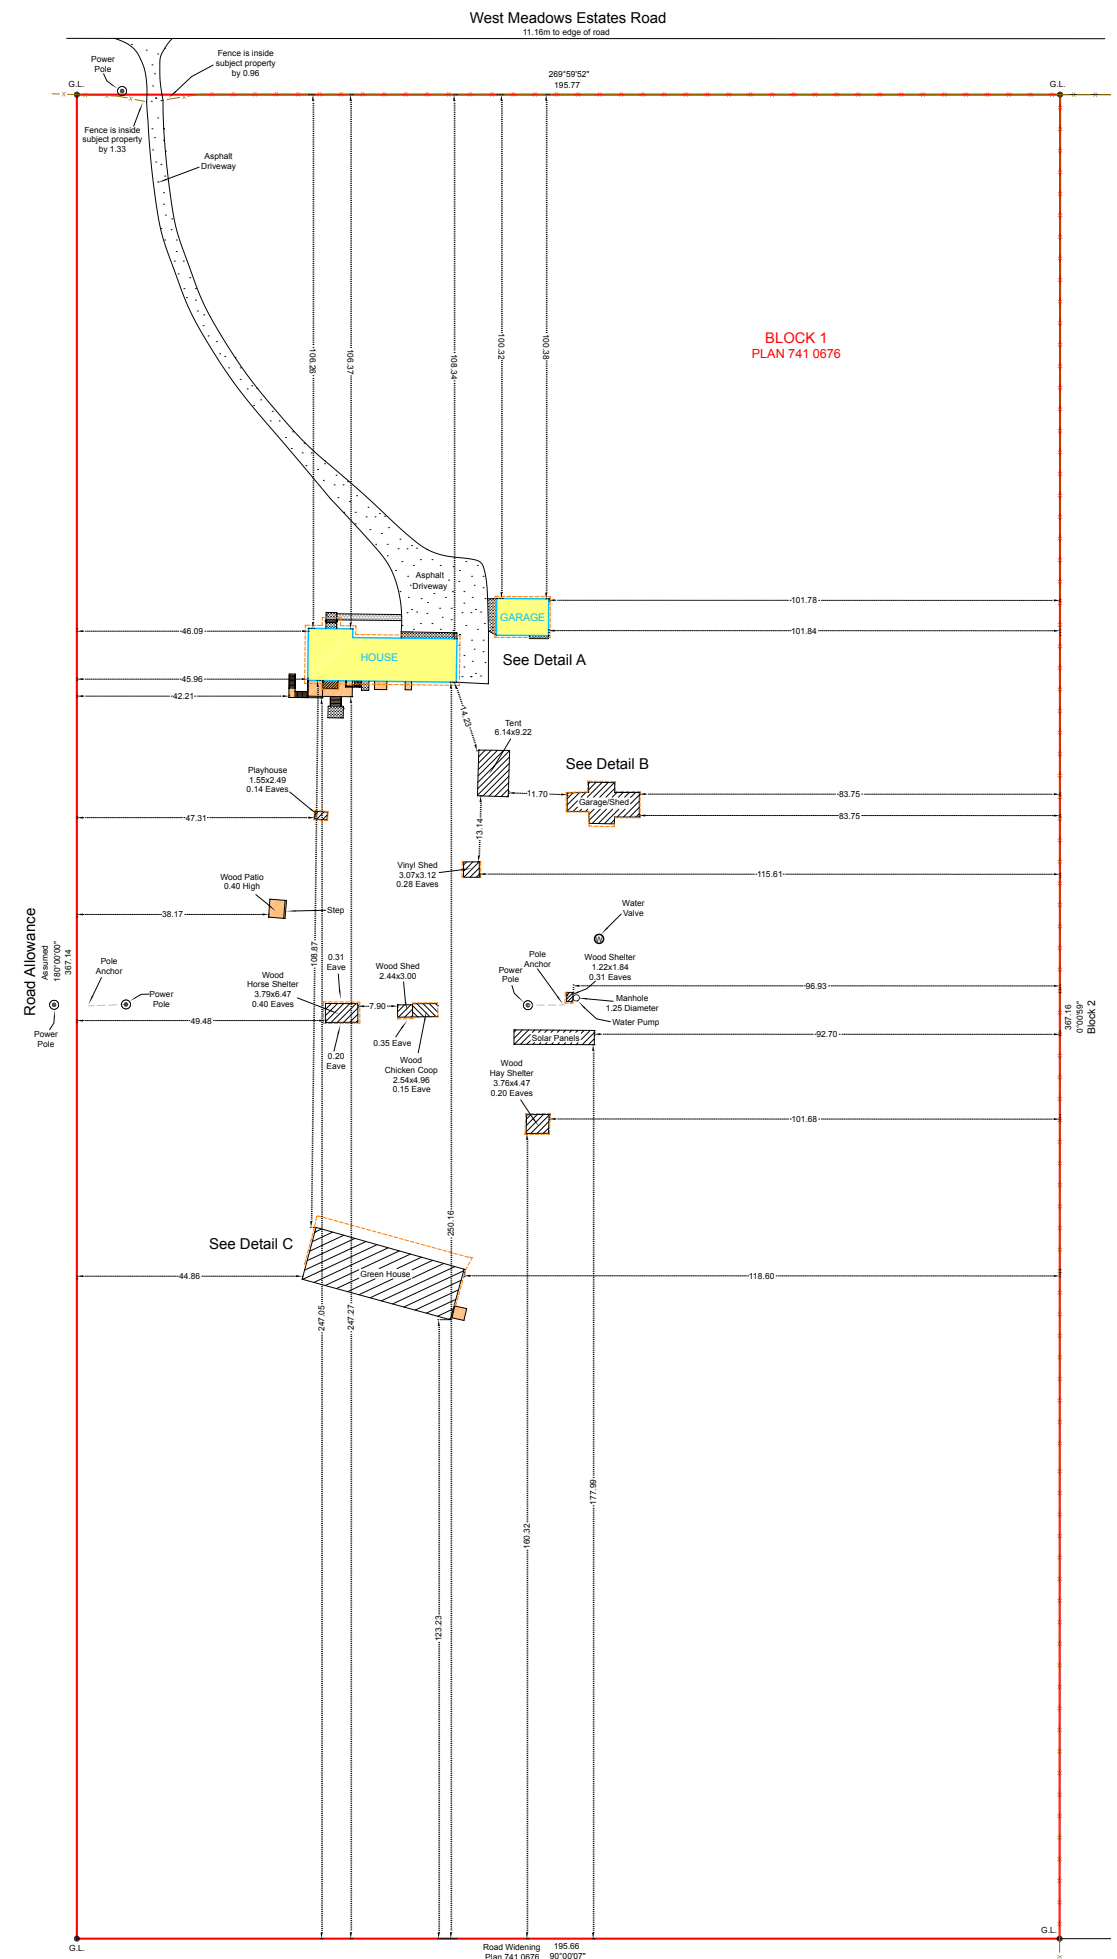 West Meadows Estates Road
11.16m to edge of road
Power
Pole
Fence is inside
subject property
by 0.96
G.L.
269°59'52"
195.77
G.L.
Fence is inside
subject property
by 1.33
Asphalt
Driveway
BLOCK 1
PLAN 741 0676
106.26
106.37
108.34
100.32
100.38
Asphalt
Driveway
GARAGE
101.78
101.84
46.09
HOUSE
See Detail A
45.96
42.21
14.23
Tent
6.14x9.22
See Detail B
Playhouse
1.55x2.49
0.14 Eaves
11.70
Garage/Shed
83.75
83.75
47.31
13.14
Vinyl Shed
3.07x3.12
0.28 Eaves
115.61
Wood Patio
0.40 High
Step
38.17
Water
Valve
W
Road Allowance
Assumed
180°00'00"
367.14
108.87
Pole
Anchor
Power
Pole
Power
Pole
0.31
Eave
Wood
Horse Shelter
3.79x6.47
0.40 Eaves
Wood Shed
2.44x3.00
7.90
49.48
0.20
Eave
0.35 Eave
Wood
Chicken Coop
2.54x4.96
0.15 Eave
Pole
Anchor
Power
Pole
Wood Shelter
1.22x1.84
0.31 Eaves
96.93
Manhole
1.25 Diameter
Water Pump
Solar Panels
92.70
367.16
0°00'59"
Block 2
Wood
Hay Shelter
3.76x4.47
0.20 Eaves
101.68
250.16
See Detail C
Green House
44.86
118.60
247.05
247.27
177.99
160.32
123.23
G.L.
G.L.
Road Widening
Plan 741 0676
195.66
90°00'07"